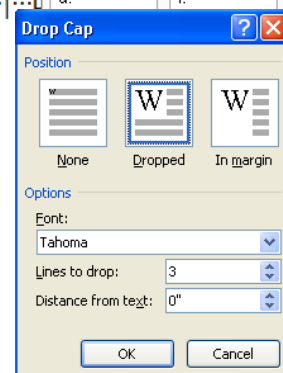 Drop Cap
Position
W W W
None Dropped In margin
Options
Font:
Tahoma
Lines to drop: 3
Distance from text: 0"
OK Cancel